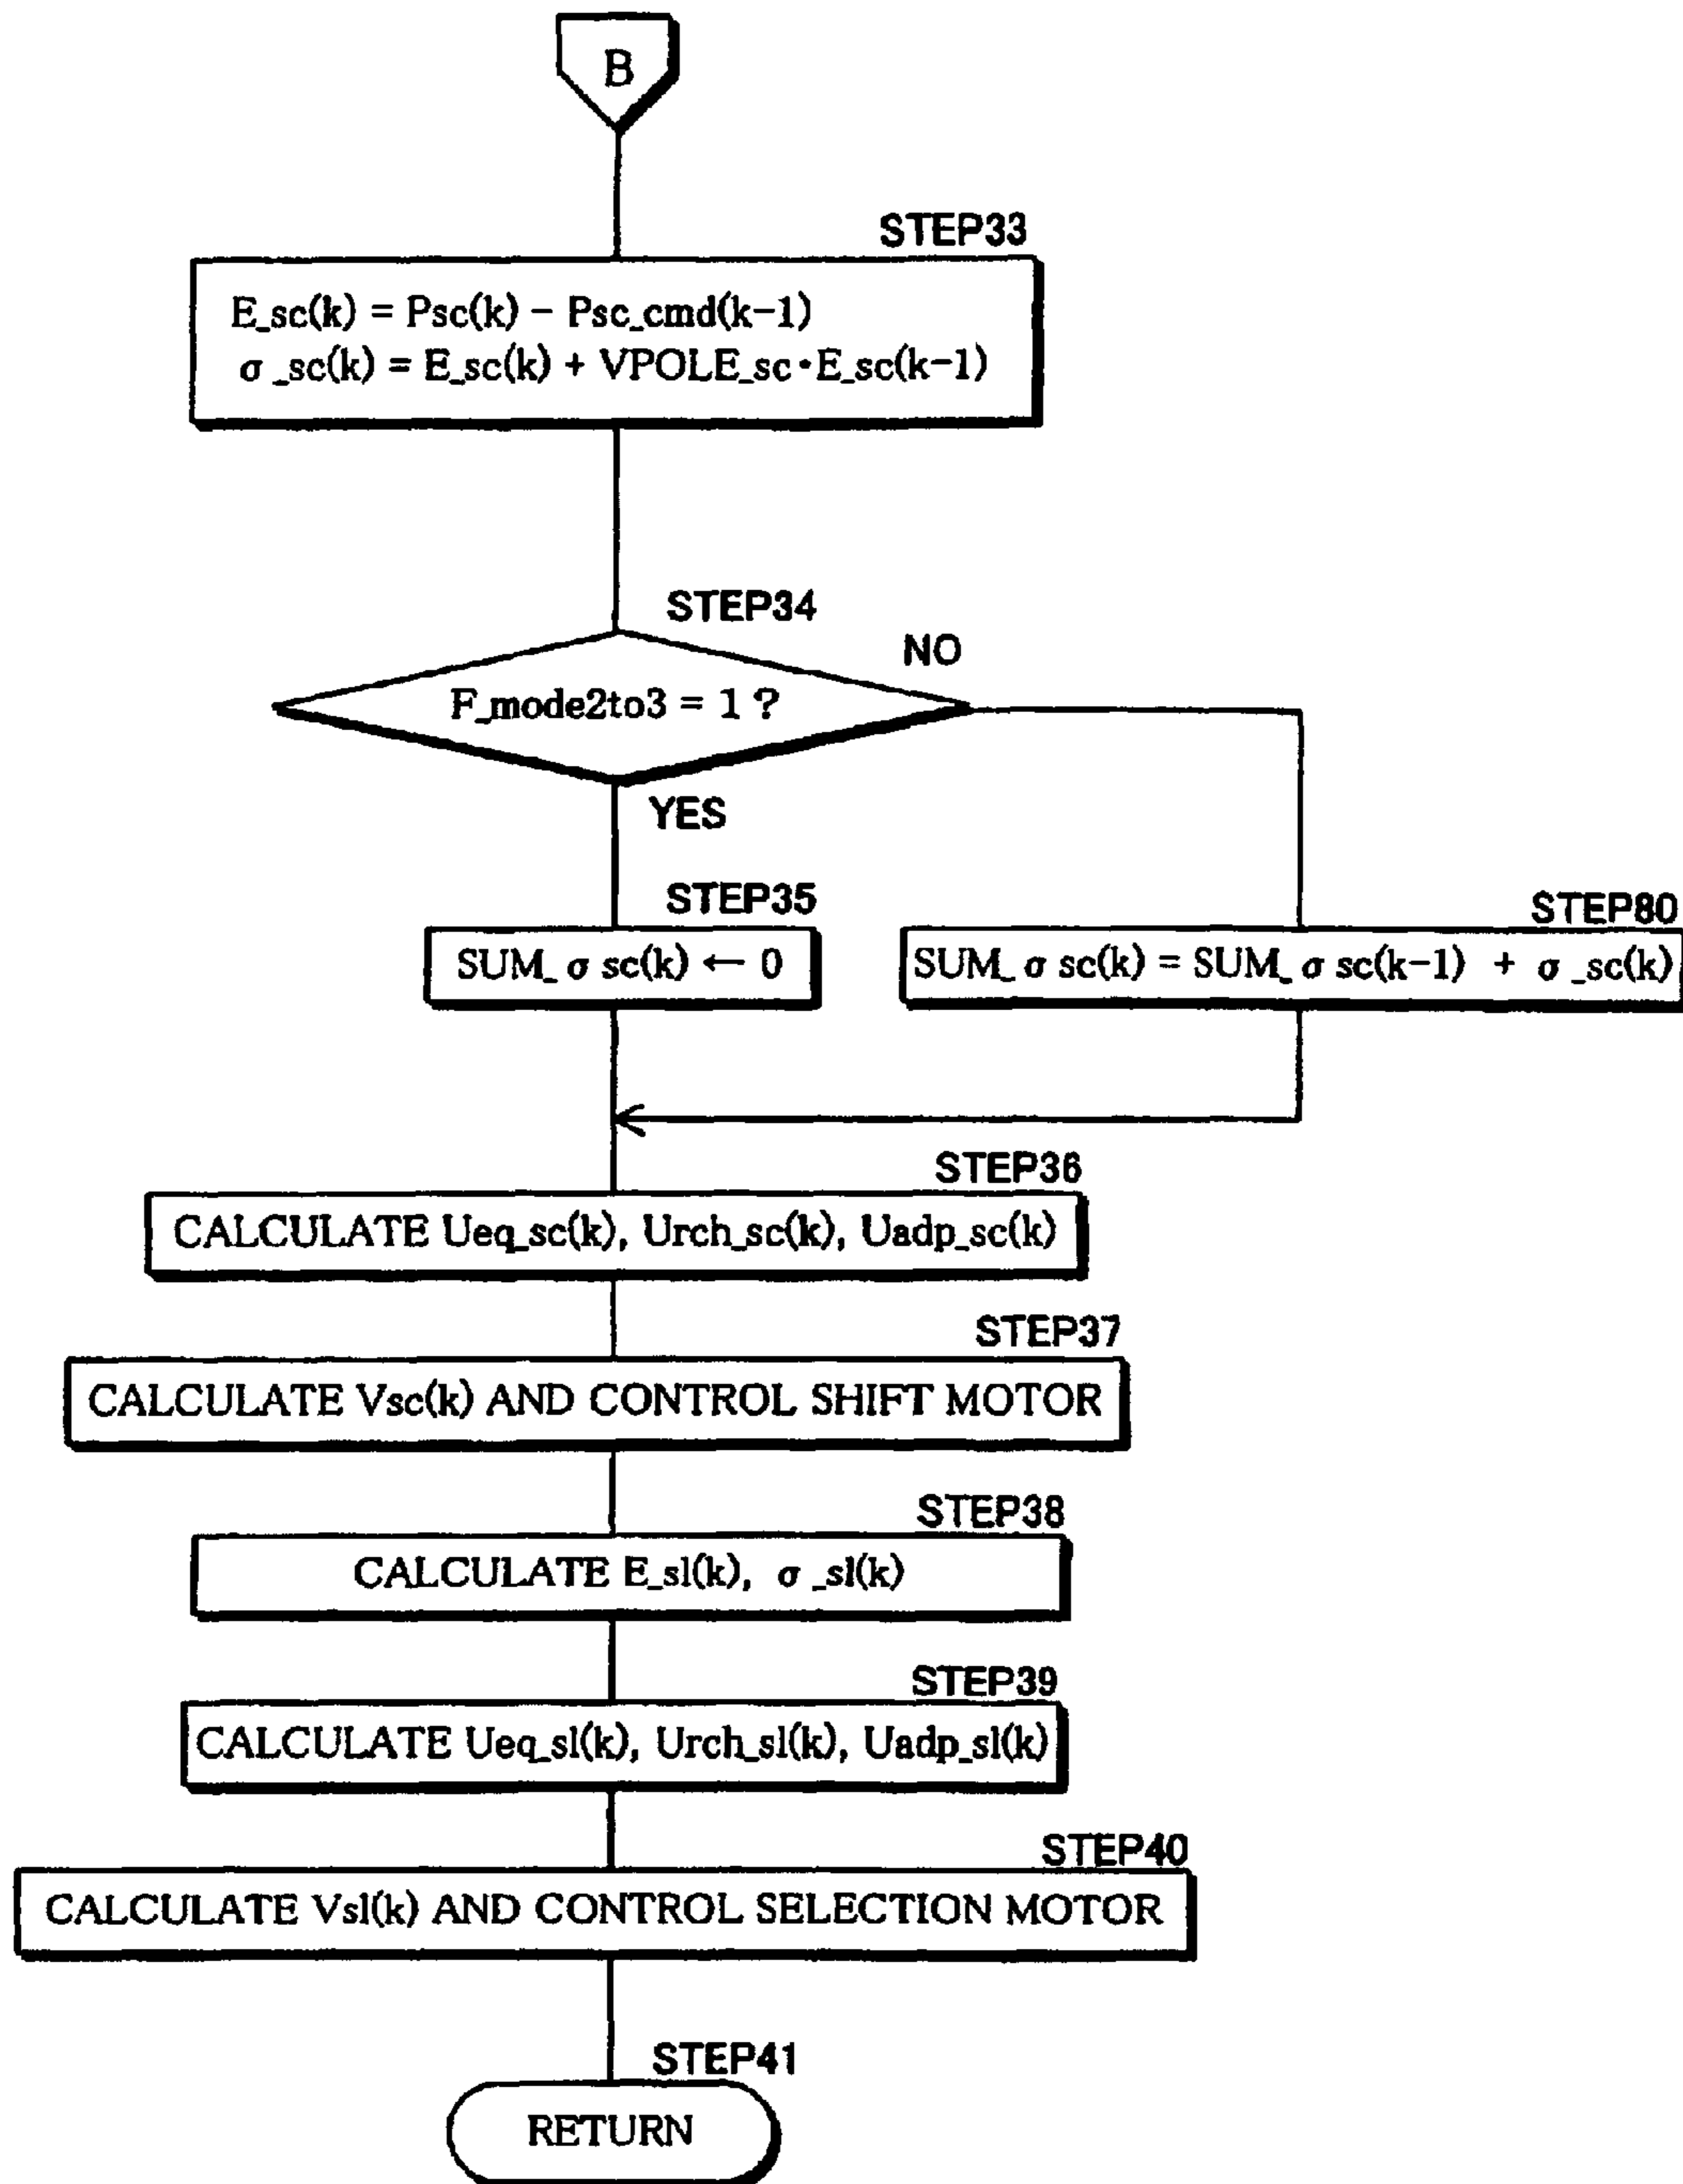 B
STEP33
E_sc(k) = Psc(k) − Psc_cmd(k−1)
σ_sc(k) = E_sc(k) + VPOLE_sc・E_sc(k−1)
STEP34
NO
F_mode2to3 = 1 ?
YES
STEP35
SUM_σ sc(k) ← 0
STEP80
SUM_σ sc(k) = SUM_σ sc(k−1) + σ_sc(k)
STEP36
CALCULATE Ueq_sc(k), Urch_sc(k), Uadp_sc(k)
STEP37
CALCULATE Vsc(k) AND CONTROL SHIFT MOTOR
STEP38
CALCULATE E_sl(k), σ_sl(k)
STEP39
CALCULATE Ueq_sl(k), Urch_sl(k), Uadp_sl(k)
STEP40
CALCULATE Vsl(k) AND CONTROL SELECTION MOTOR
STEP41
RETURN